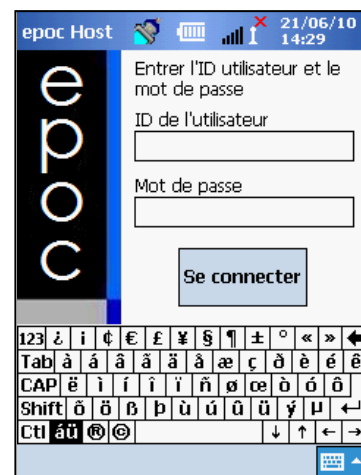 epoc Host 21/06/10
14:29
epoc
Entrer l'ID utilisateur et le
mot de passe
ID de l'utilisateur
Mot de passe
Se connecter
123 ¿ ¡ ¢ € £ ¥ § ¶ ± ° « »
Tab à á â ã ä å æ ç ð è é ê
CAP ë ì í î ï ñ ø œ ò ó ô
Shift õ ö ß þ ù ú û ü ý µ ↵
Ctl áü ® © ↓ ↑ ← →